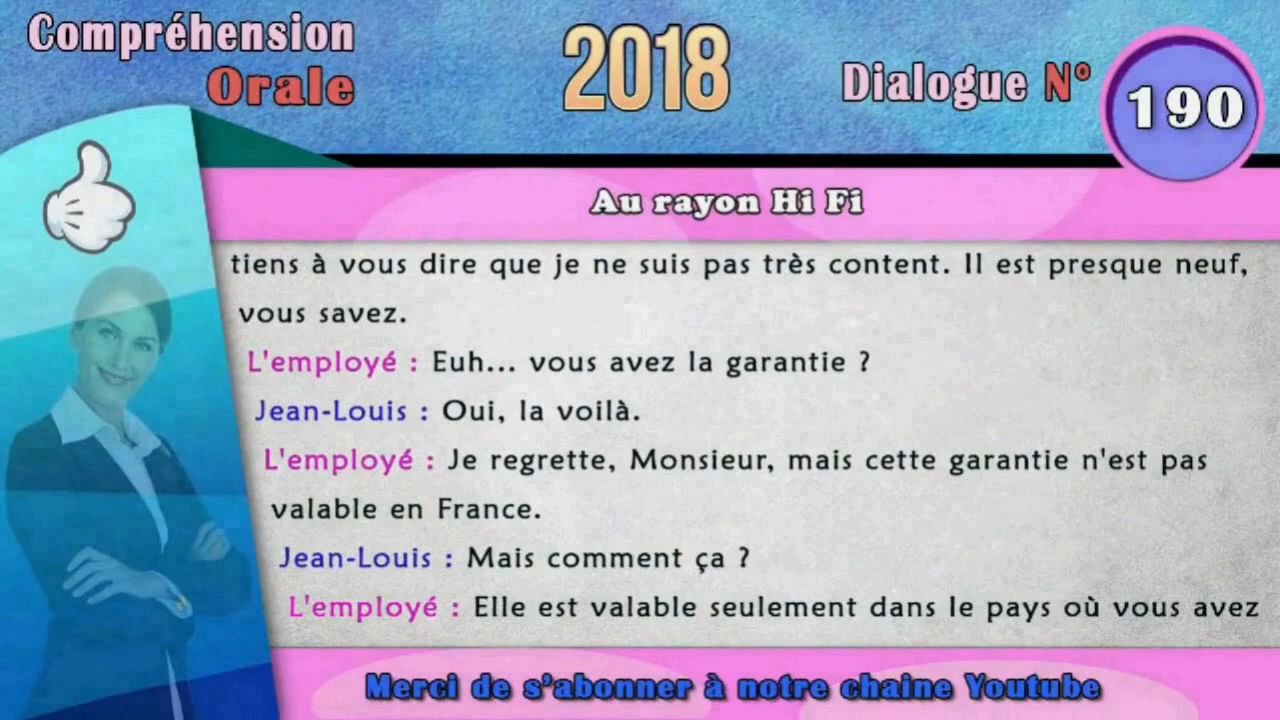 Compréhension
Orale
2018
Dialogue N°
190
Au rayon Hi Fi
tiens à vous dire que je ne suis pas très content. Il est presque neuf,
vous savez.
L'employé : Euh... vous avez la garantie ?
Jean-Louis : Oui, la voilà.
L'employé : Je regrette, Monsieur, mais cette garantie n'est pas
valable en France.
Jean-Louis : Mais comment ça ?
L'employé : Elle est valable seulement dans le pays où vous avez
Merci de s'abonner à notre chaine Youtube